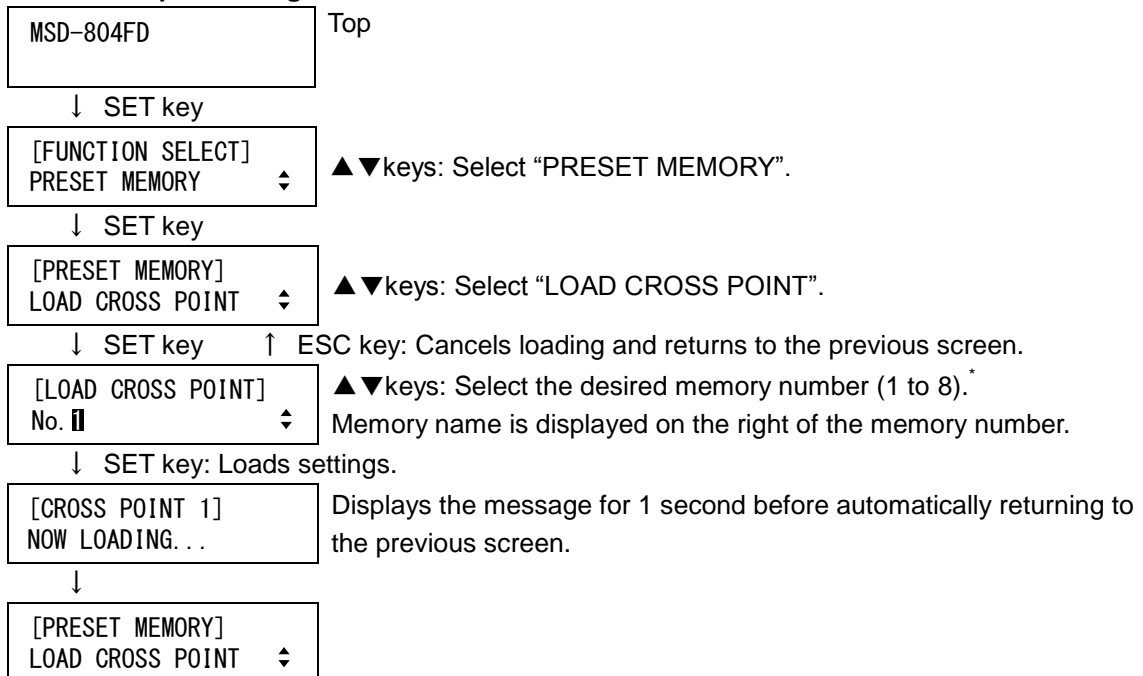 MSD-804FD
Top
↓ SET key
[FUNCTION SELECT]
PRESET MEMORY
▲▼keys: Select “PRESET MEMORY”.
↓ SET key
[PRESET MEMORY]
LOAD CROSS POINT
▲▼keys: Select “LOAD CROSS POINT”.
↓ SET key ↑ ESC key: Cancels loading and returns to the previous screen.
[LOAD CROSS POINT]
No. 1
▲▼keys: Select the desired memory number (1 to 8).*
Memory name is displayed on the right of the memory number.
↓ SET key: Loads settings.
[CROSS POINT 1]
NOW LOADING...
Displays the message for 1 second before automatically returning to
the previous screen.
↓
[PRESET MEMORY]
LOAD CROSS POINT